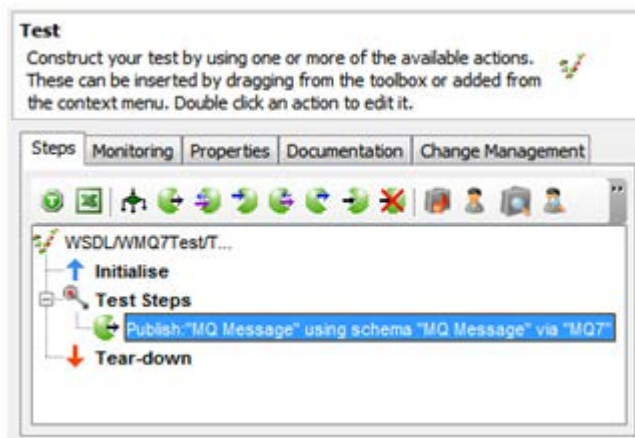 Test
Construct your test by using one or more of the available actions.
These can be inserted by dragging from the toolbox or added from
the context menu. Double click an action to edit it.
Steps Monitoring Properties Documentation Change Management
WSDL/WMQ7Test/T...
Initialise
Test Steps
Publish:"MQ Message" using schema "MQ Message" via "MQ7"
Tear-down